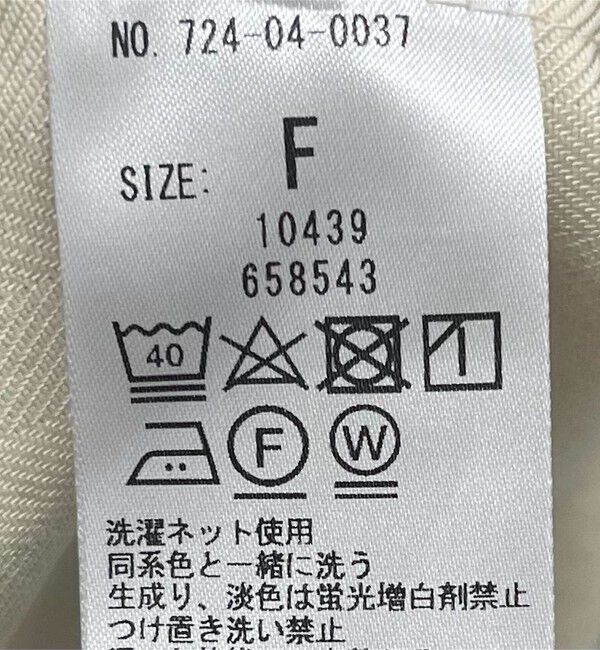 NO. 724-04-0037
SIZE: F
10439
658543
40
F W
洗濯ネット使用
同系色と一緒に洗う
生成り、淡色は蛍光増白剤禁止
つけ置き洗い禁止